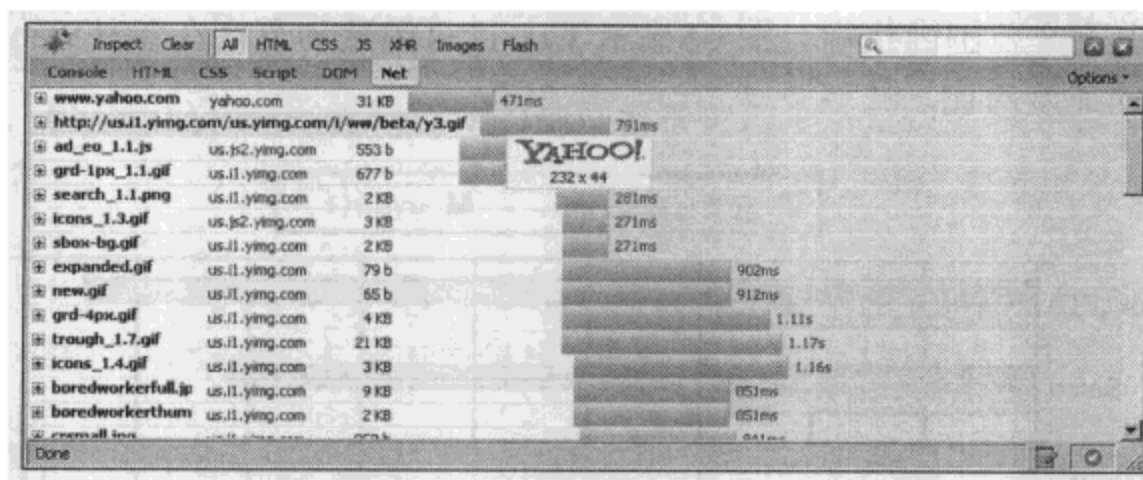 Inspect Clear All HTML CSS JS XHR Images Flash
Console HTML CSS Script DOM Net Options
www.yahoo.com yahoo.com 31 KB 471ms
http://us.i1.yimg.com/us.yimg.com/i/ww/beta/y3.gif 791ms
ad_eo_1.1.js us.js2.yimg.com 553 b YAHOO!
grd-1px_1.1.gif us.i1.yimg.com 677 b 232 x 44
search_1.1.png us.i1.yimg.com 2 KB 281ms
icons_1.3.gif us.js2.yimg.com 3 KB 271ms
sbox-bg.gif us.i1.yimg.com 2 KB 271ms
expanded.gif us.i1.yimg.com 79 b 902ms
new.gif us.i1.yimg.com 65 b 912ms
grd-4px.gif us.i1.yimg.com 4 KB 1.11s
trough_1.7.gif us.i1.yimg.com 21 KB 1.17s
icons_1.4.gif us.i1.yimg.com 3 KB 1.16s
boredworkerfull.jp us.i1.yimg.com 9 KB 851ms
boredworkerthum us.i1.yimg.com 2 KB 851ms
Done